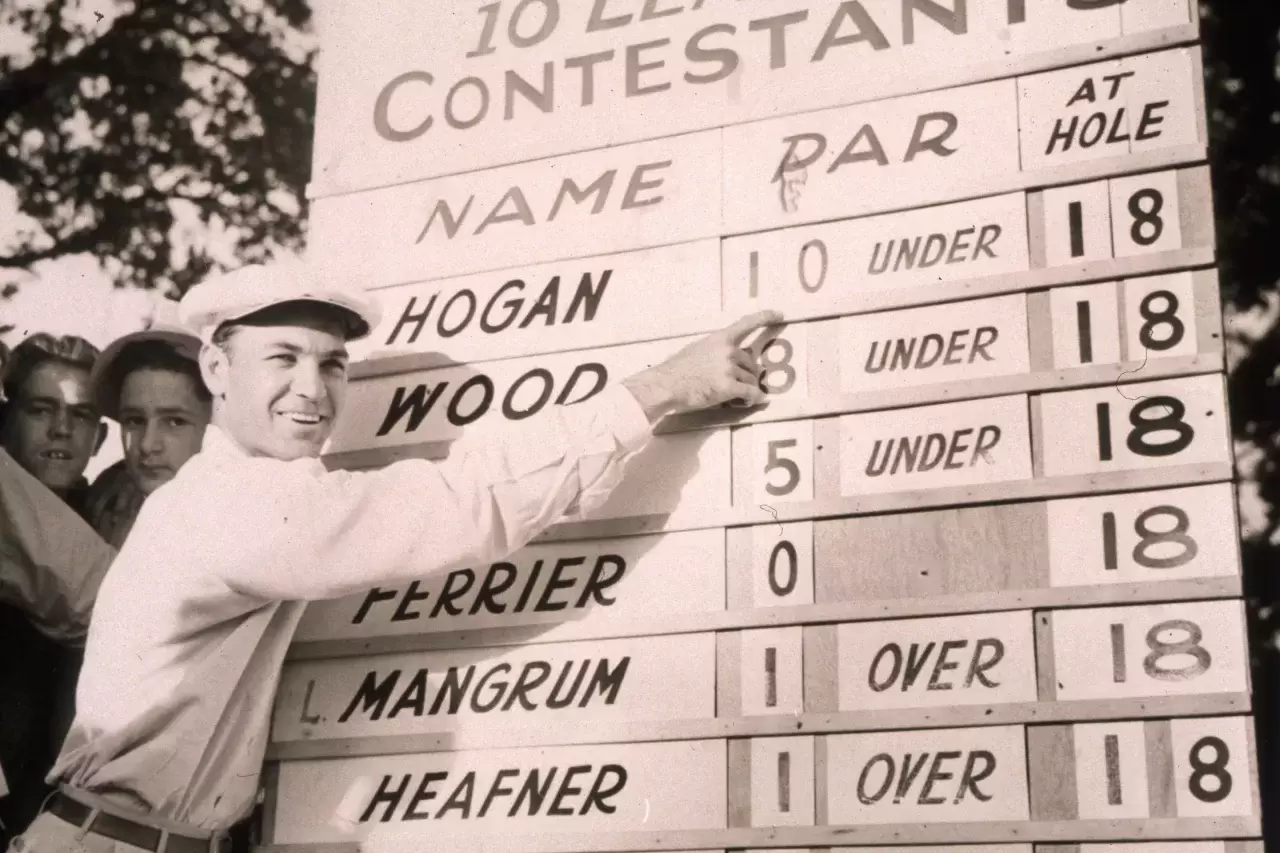 10
CONTESTANTS
NAME PAR AT HOLE
HOGAN 10 UNDER 18
WOOD 8 UNDER 18
5 UNDER 18
FERRIER 0 18
L. MANGRUM 1 OVER 18
HEAFNER 1 OVER 18